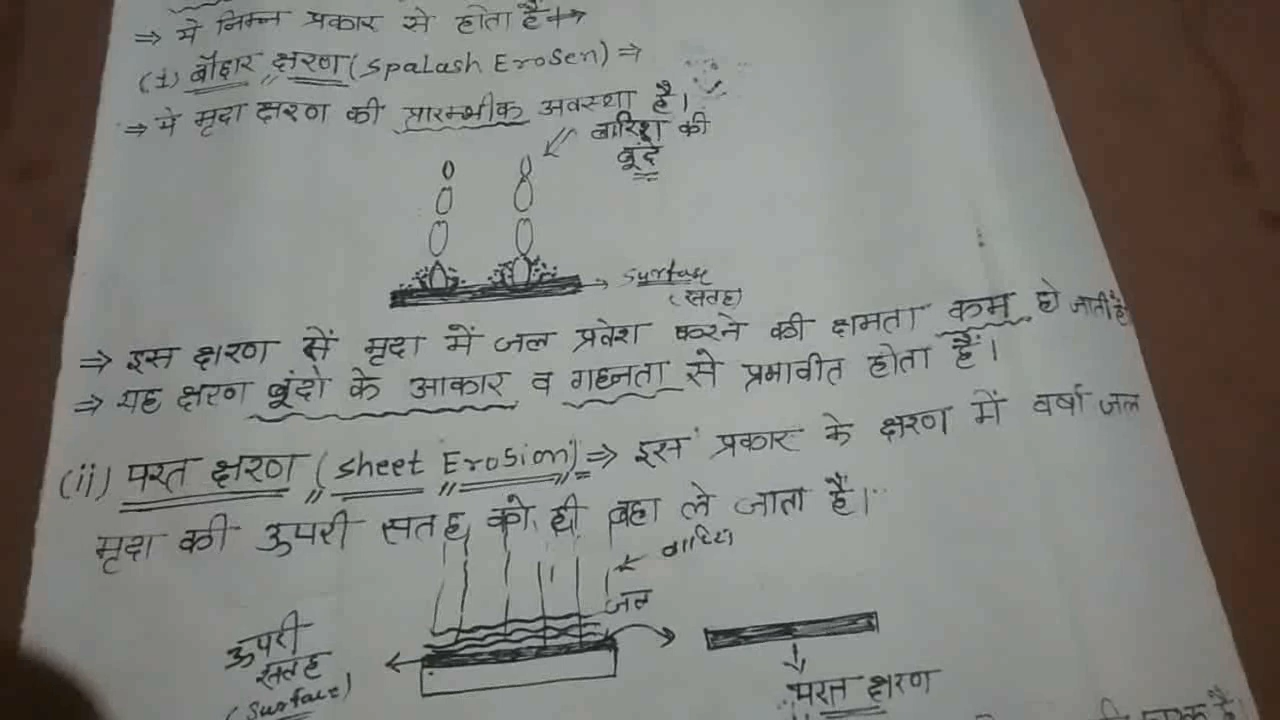 ⇒ ये निम्न प्रकार से होता है⇒
(i) बौछार क्षरण (Spalash Erosen) ⇒
⇒ ये मृदा क्षरण की प्रारम्भीक अवस्था है।
बारिश की
बूंदे
surface
(सतह)
⇒ इस क्षरण से मृदा में जल प्रवेश करने की क्षमता कम हो जाती है
⇒ यह क्षरण बूंदो के आकार व गहनता से प्रभावीत होता है।
(ii) परत क्षरण (Sheet Erosion) ⇒ इस प्रकार के क्षरण में वर्षा जल
मृदा की ऊपरी सतह को ही बहा ले जाता है।
जल
ऊपरी
सतह
(surface)
परत क्षरण